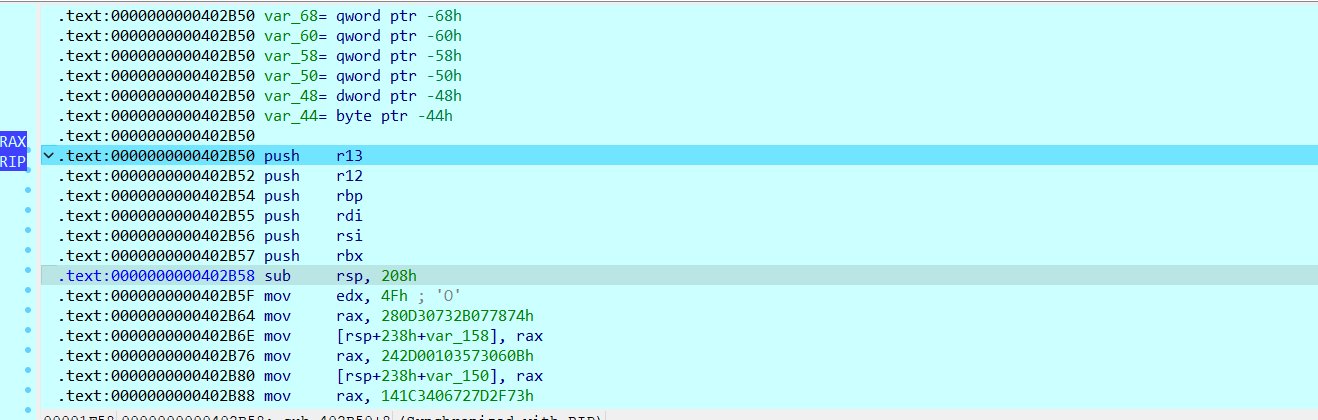 .text:0000000000402B50 var_68= qword ptr -68h
.text:0000000000402B50 var_60= qword ptr -60h
.text:0000000000402B50 var_58= qword ptr -58h
.text:0000000000402B50 var_50= qword ptr -50h
.text:0000000000402B50 var_48= dword ptr -48h
.text:0000000000402B50 var_44= byte ptr -44h
.text:0000000000402B50
RAX
.text:0000000000402B50 push r13
RIP
.text:0000000000402B52 push r12
.text:0000000000402B54 push rbp
.text:0000000000402B55 push rdi
.text:0000000000402B56 push rsi
.text:0000000000402B57 push rbx
.text:0000000000402B58 sub rsp, 208h
.text:0000000000402B5F mov edx, 4Fh ; 'O'
.text:0000000000402B64 mov rax, 280D30732B077874h
.text:0000000000402B6E mov [rsp+238h+var_158], rax
.text:0000000000402B76 mov rax, 242D00103573060Bh
.text:0000000000402B80 mov [rsp+238h+var_150], rax
.text:0000000000402B88 mov rax, 141C3406727D2F73h